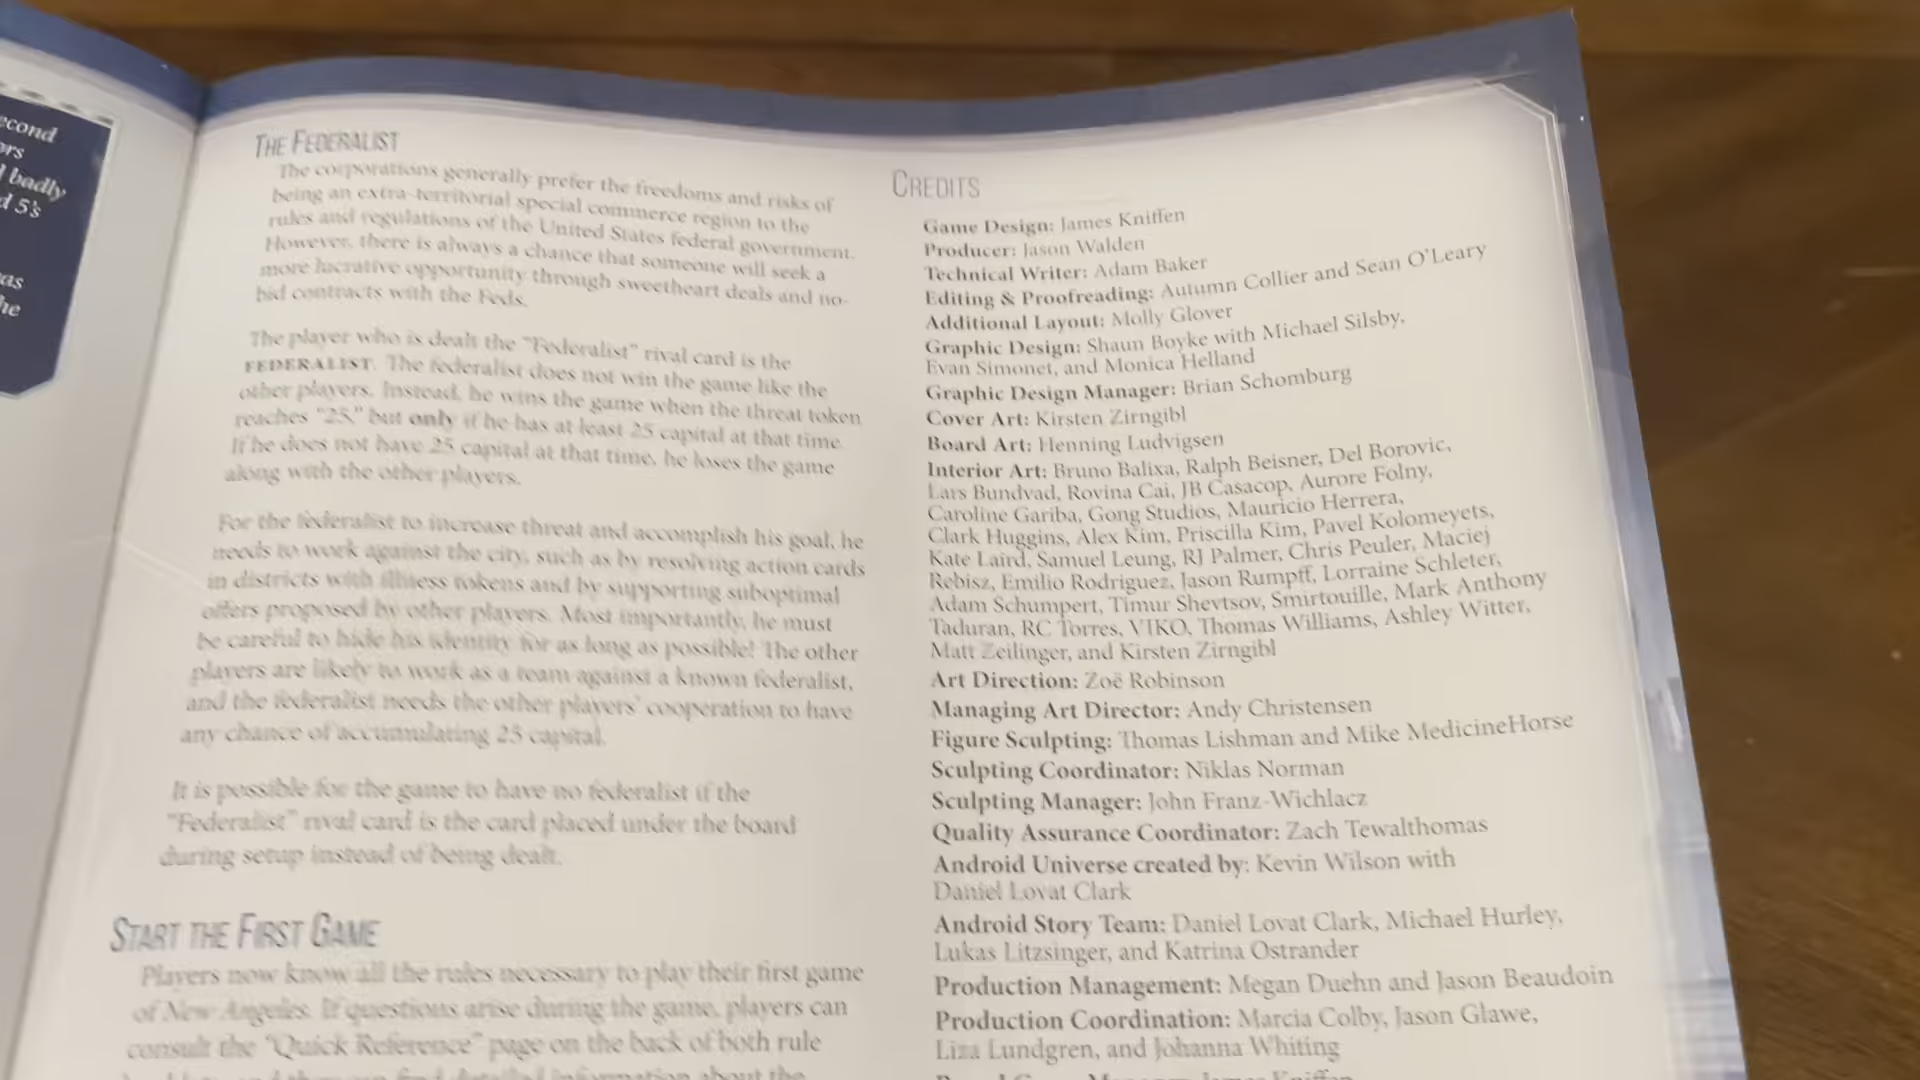 econd
ors
badly
d 5's
as
he
THE FEDERALIST
The corporations generally prefer the freedoms and risks of
being an extra-territorial special commerce region to the
rules and regulations of the United States federal government.
However, there is always a chance that someone will seek a
more lucrative opportunity through sweetheart deals and no-
bid contracts with the Feds.
The player who is dealt the "Federalist" rival card is the
FEDERALIST. The federalist does not win the game like the
other players. Instead, he wins the game when the threat token
reaches "25," but only if he has at least 25 capital at that time.
If he does not have 25 capital at that time, he loses the game
along with the other players.
For the federalist to increase threat and accomplish his goal, he
needs to work against the city, such as by resolving action cards
in districts with illness tokens and by supporting suboptimal
offers proposed by other players. Most importantly, he must
be careful to hide his identity for as long as possible! The other
players are likely to work as a team against a known federalist,
and the federalist needs the other players' cooperation to have
any chance of accumulating 25 capital.
It is possible for the game to have no federalist if the
"Federalist" rival card is the card placed under the board
during setup instead of being dealt.
START THE FIRST GAME
Players now know all the rules necessary to play their first game
of New Angeles. If questions arise during the game, players can
consult the "Quick Reference" page on the back of both rule
CREDITS
Game Design: James Kniffen
Producer: Jason Walden
Technical Writer: Adam Baker
Editing & Proofreading: Autumn Collier and Sean O'Leary
Additional Layout: Molly Glover
Graphic Design: Shaun Boyke with Michael Silsby,
Evan Simonet, and Monica Helland
Graphic Design Manager: Brian Schomburg
Cover Art: Kirsten Zirngibl
Board Art: Henning Ludvigsen
Interior Art: Bruno Balixa, Ralph Beisner, Del Borovic,
Lars Bundvad, Rovina Cai, JB Casacop, Aurore Folny,
Caroline Gariba, Gong Studios, Mauricio Herrera,
Clark Huggins, Alex Kim, Priscilla Kim, Pavel Kolomeyets,
Kate Laird, Samuel Leung, RJ Palmer, Chris Peuler, Maciej
Rebisz, Emilio Rodriguez, Jason Rumpff, Lorraine Schleter,
Adam Schumpert, Timur Shevtsov, Smirtouille, Mark Anthony
Taduran, RC Torres, VIKO, Thomas Williams, Ashley Witter,
Matt Zeilinger, and Kirsten Zirngibl
Art Direction: Zoë Robinson
Managing Art Director: Andy Christensen
Figure Sculpting: Thomas Lishman and Mike MedicineHorse
Sculpting Coordinator: Niklas Norman
Sculpting Manager: John Franz-Wichlacz
Quality Assurance Coordinator: Zach Tewalthomas
Android Universe created by: Kevin Wilson with
Daniel Lovat Clark
Android Story Team: Daniel Lovat Clark, Michael Hurley,
Lukas Litzsinger, and Katrina Ostrander
Production Management: Megan Duehn and Jason Beaudoin
Production Coordination: Marcia Colby, Jason Glawe,
Liza Lundgren, and Johanna Whiting